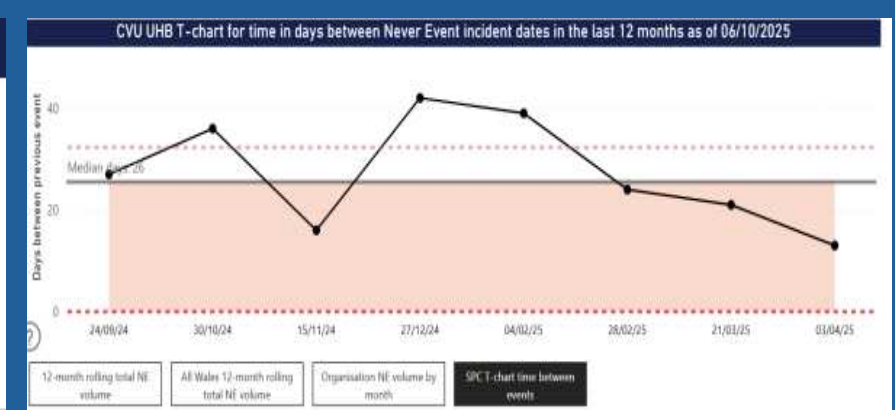 CVU UHB T-chart for time in days between Never Event incident dates in the last 12 months as of 06/10/2025
Days between previous event
40
Median days: 26
20
0
24/09/24
30/10/24
15/11/24
27/12/24
04/02/25
28/02/25
21/03/25
03/04/25
?
12-month rolling total NE
volume
All Wales 12-month rolling
total NE volume
Organisation NE volume by
month
SPC T-chart time between
events